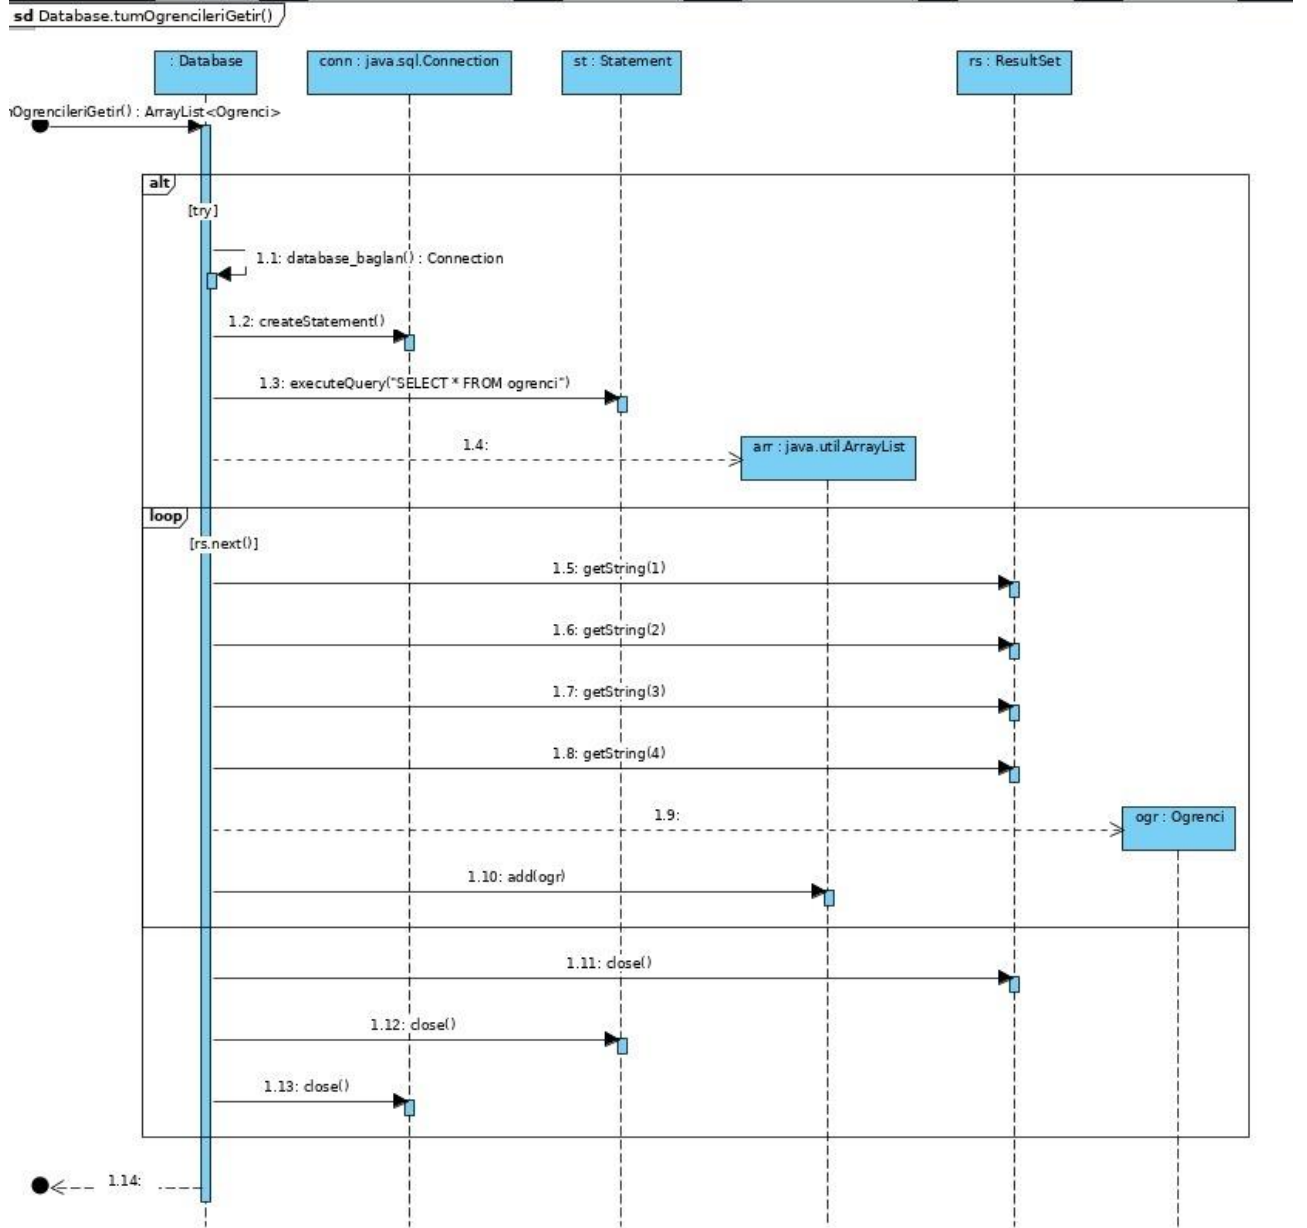 sd Database.tumOgrencileriGetir()
: Database
conn : java.sql.Connection
st : Statement
rs : ResultSet
OgrencileriGetir() : ArrayList<Ogrenci>
alt
[try]
1.1: database_baglan() : Connection
1.2: createStatement()
1.3: executeQuery("SELECT * FROM ogrenci")
1.4:
arr : java.util.ArrayList
loop
[rs.next()]
1.5: getString(1)
1.6: getString(2)
1.7: getString(3)
1.8: getString(4)
1.9:
ogr : Ogrenci
1.10: add(ogr)
1.11: close()
1.12: close()
1.13: close()
1.14: